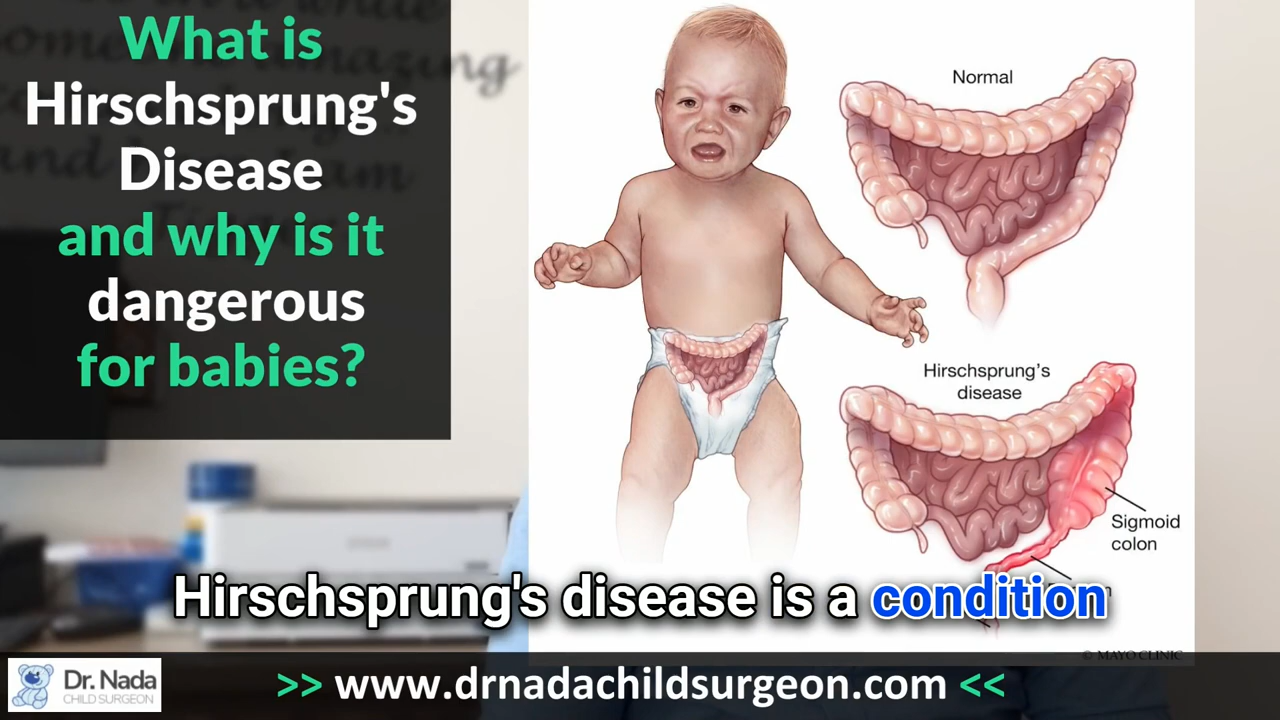 What is
Hirschsprung's
Disease
and why is it
dangerous
for babies?
Normal
Hirschsprung's
disease
Sigmoid
colon
Hirschsprung's disease is a condition
© MAYO CLINIC
Dr. Nada
CHILD SURGEON
>> www.drnadachildsurgeon.com <<